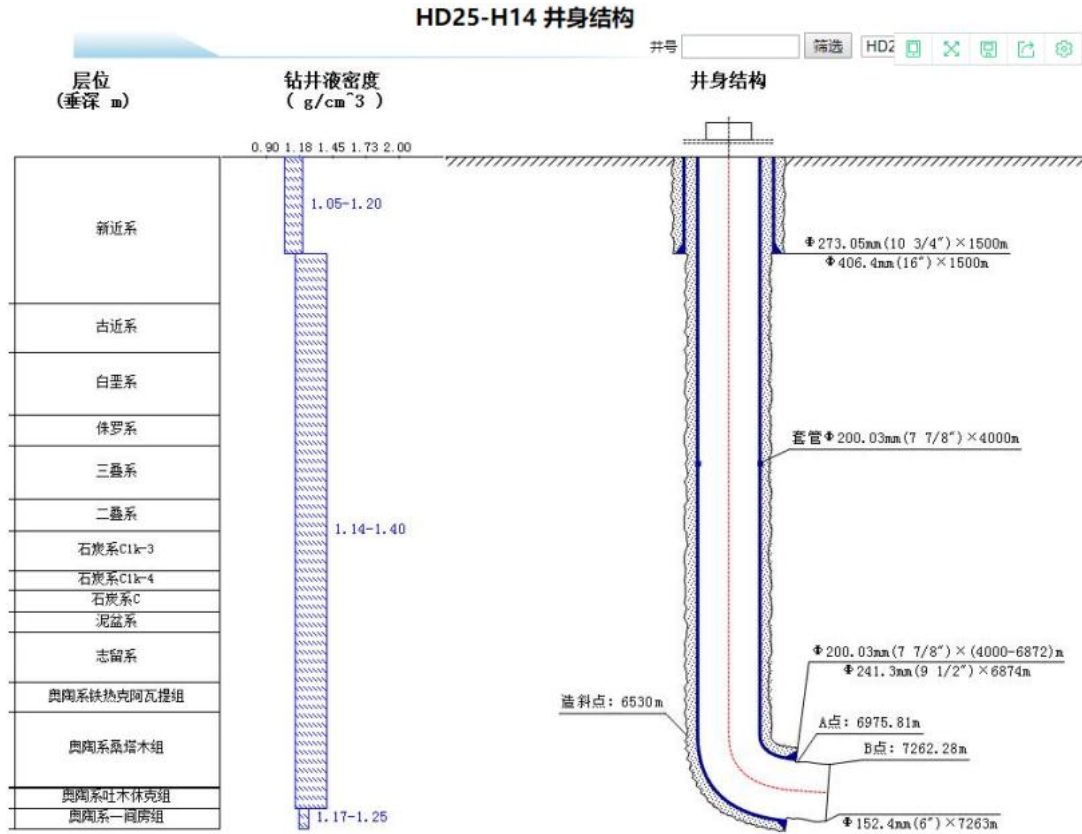 HD25-H14 井身结构
井号
筛选
层位
(垂深 m)
钻井液密度
( g/cm^3 )
井身结构
0.90 1.18 1.45 1.73 2.00
新近系
古近系
白垩系
侏罗系
三叠系
二叠系
石炭系C1k-3
石炭系C1k-4
石炭系C
泥盆系
志留系
奥陶系铁热克阿瓦提组
奥陶系桑塔木组
奥陶系吐木休克组
奥陶系一间房组
1.05-1.20
1.14-1.40
1.17-1.25
Φ273.05mm(10 3/4")×1500m
Φ406.4mm(16")×1500m
套管Φ200.03mm(7 7/8")×4000m
Φ200.03mm(7 7/8")×(4000-6872)m
Φ241.3mm(9 1/2")×6874m
造斜点: 6530m
A点: 6975.81m
B点: 7262.28m
Φ152.4mm(6")×7263m